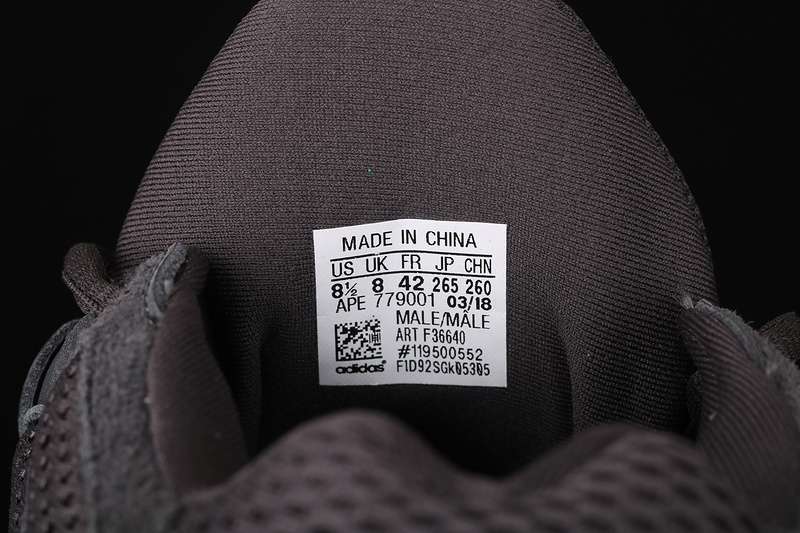 MADE IN CHINA
US UK FR JP CHN
8½ 8 42 265 260
APE 779001 03/18
MALE/MÂLE
ART F36640
#119500552
adidas® F1D92SGk05305